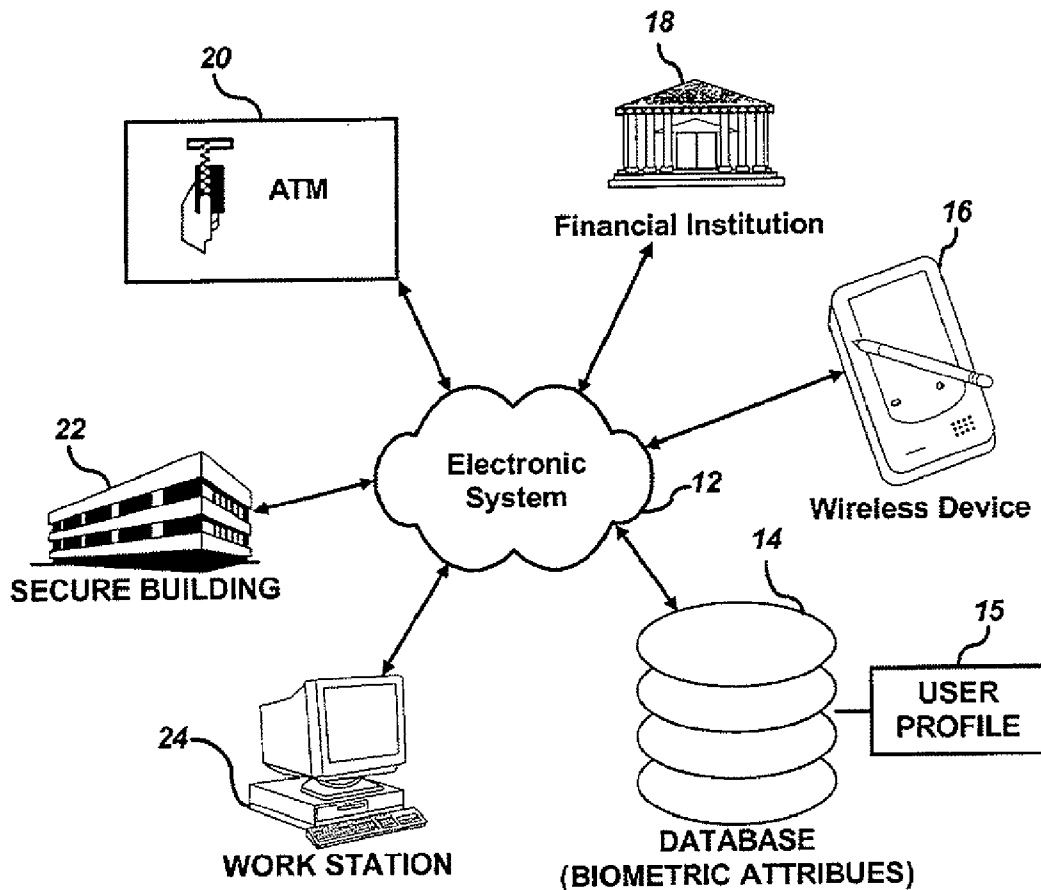 20
ATM
18
Financial Institution
16
Wireless Device
22
SECURE BUILDING
Electronic
System
12
14
15
USER
PROFILE
DATABASE
(BIOMETRIC ATTRIBUES)
24
WORK STATION